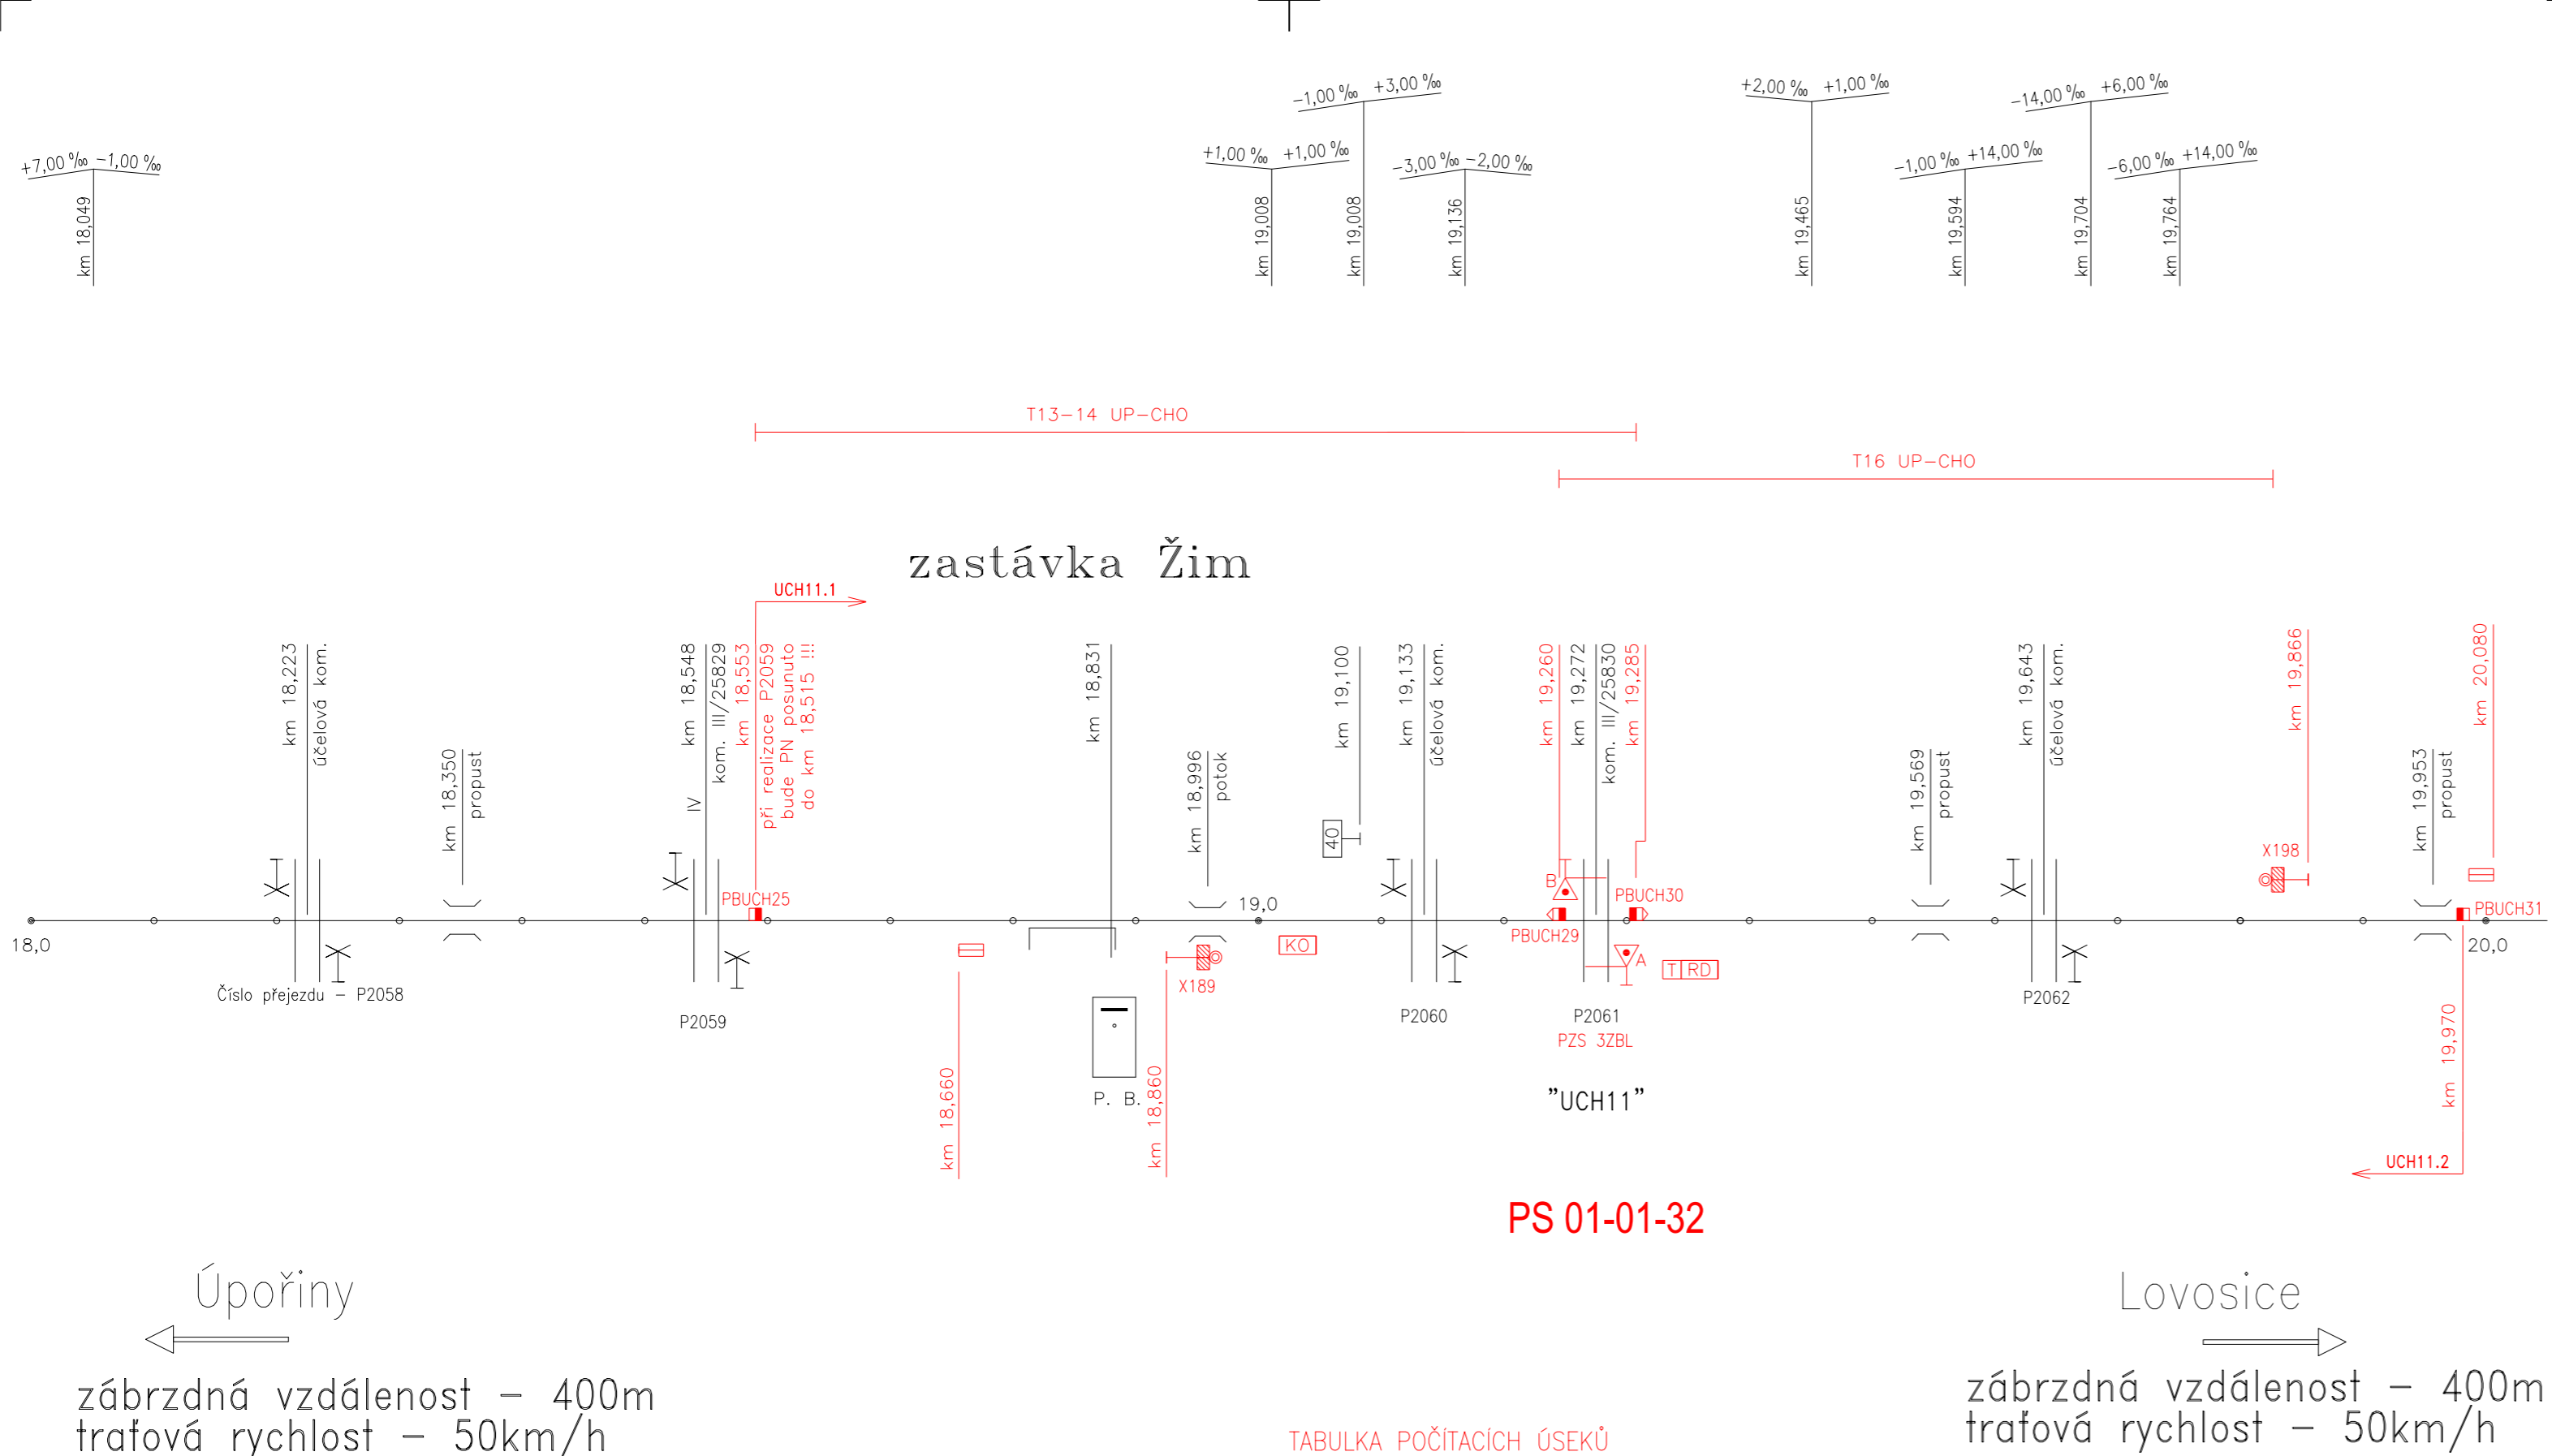 -1,00 ‰ +3,00 ‰
+2,00 ‰ +1,00 ‰
-14,00 ‰ +6,00 ‰
+7,00 ‰ -1,00 ‰
+1,00 ‰ +1,00 ‰
-3,00 ‰ -2,00 ‰
-1,00 ‰ +14,00 ‰
-6,00 ‰ +14,00 ‰
km 18,049
km 19,008
km 19,008
km 19,136
km 19,465
km 19,594
km 19,704
km 19,764
T13-14 UP-CHO
T16 UP-CHO
zastávka Žim
UCH11.1
km 18,223
účelová kom.
km 18,350
propust
km 18,548
IV
kom. III/25829
km 18,553
při realizace P2059
bude PN posunuto
do km 18,515 !!!
km 18,831
km 18,996
potok
km 19,100
40
km 19,133
účelová kom.
km 19,260
km 19,272
kom. III/25830
km 19,285
km 19,569
propust
km 19,643
účelová kom.
km 19,866
km 19,953
propust
km 20,080
X198
B
PBUCH25
PBUCH30
19,0
PBUCH31
PBUCH29
18,0
KO
20,0
A
T RD
X189
Číslo přejezdu - P2058
P2059
P2060
P2061
P2062
PZS 3ZBL
P. B.
km 18,660
km 18,860
km 19,970
"UCH11"
UCH11.2
PS 01-01-32
Úpořiny
Lovosice
zábrzdná vzdálenost - 400m
traťová rychlost - 50km/h
zábrzdná vzdálenost - 400m
traťová rychlost - 50km/h
TABULKA POČÍTACÍCH ÚSEKŮ